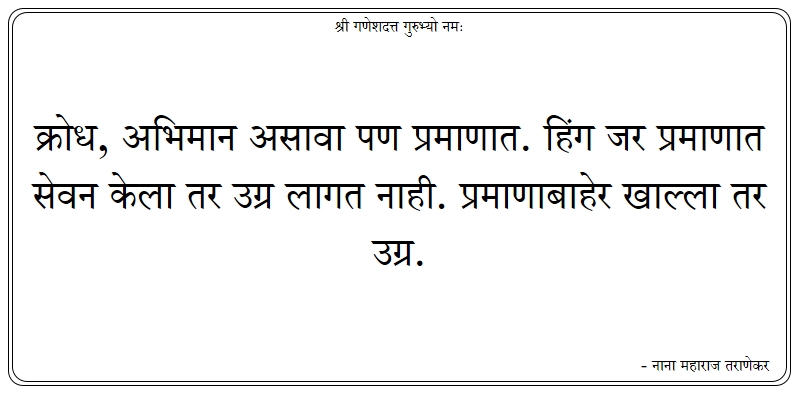 श्री गणेशदत्त गुरुभ्यो नमः
क्रोध, अभिमान असावा पण प्रमाणात. हिंग जर प्रमाणात
सेवन केला तर उग्र लागत नाही. प्रमाणाबाहेर खाल्ला तर
उग्र.
- नाना महाराज तराणेकर